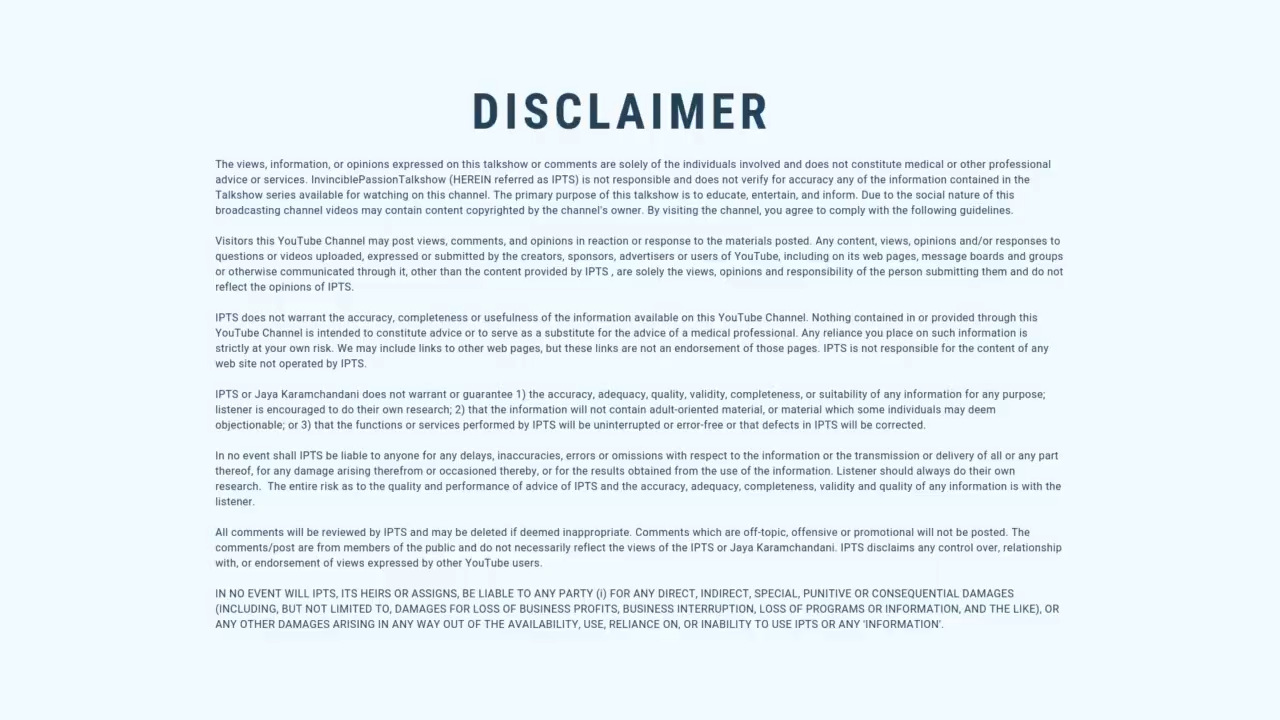 DISCLAIMER
The views, information, or opinions expressed on this talkshow or comments are solely of the individuals involved and does not constitute medical or other professional
advice or services. InvinciblePassionTalkshow (HEREIN referred as IPTS) is not responsible and does not verify for accuracy any of the information contained in the
Talkshow series available for watching on this channel. The primary purpose of this talkshow is to educate, entertain, and inform. Due to the social nature of this
broadcasting channel videos may contain content copyrighted by the channel's owner. By visiting the channel, you agree to comply with the following guidelines.
Visitors this YouTube Channel may post views, comments, and opinions in reaction or response to the materials posted. Any content, views, opinions and/or responses to
questions or videos uploaded, expressed or submitted by the creators, sponsors, advertisers or users of YouTube, including on its web pages, message boards and groups
or otherwise communicated through it, other than the content provided by IPTS , are solely the views, opinions and responsibility of the person submitting them and do not
reflect the opinions of IPTS.
IPTS does not warrant the accuracy, completeness or usefulness of the information available on this YouTube Channel. Nothing contained in or provided through this
YouTube Channel is intended to constitute advice or to serve as a substitute for the advice of a medical professional. Any reliance you place on such information is
strictly at your own risk. We may include links to other web pages, but these links are not an endorsement of those pages. IPTS is not responsible for the content of any
web site not operated by IPTS.
IPTS or Jaya Karamchandani does not warrant or guarantee 1) the accuracy, adequacy, quality, validity, completeness, or suitability of any information for any purpose;
listener is encouraged to do their own research; 2) that the information will not contain adult-oriented material, or material which some individuals may deem
objectionable; or 3) that the functions or services performed by IPTS will be uninterrupted or error-free or that defects in IPTS will be corrected.
In no event shall IPTS be liable to anyone for any delays, inaccuracies, errors or omissions with respect to the information or the transmission or delivery of all or any part
thereof, for any damage arising therefrom or occasioned thereby, or for the results obtained from the use of the information. Listener should always do their own
research.  The entire risk as to the quality and performance of advice of IPTS and the accuracy, adequacy, completeness, validity and quality of any information is with the
listener.
All comments will be reviewed by IPTS and may be deleted if deemed inappropriate. Comments which are off-topic, offensive or promotional will not be posted. The
comments/post are from members of the public and do not necessarily reflect the views of the IPTS or Jaya Karamchandani. IPTS disclaims any control over, relationship
with, or endorsement of views expressed by other YouTube users.
IN NO EVENT WILL IPTS, ITS HEIRS OR ASSIGNS, BE LIABLE TO ANY PARTY (i) FOR ANY DIRECT, INDIRECT, SPECIAL, PUNITIVE OR CONSEQUENTIAL DAMAGES
(INCLUDING, BUT NOT LIMITED TO, DAMAGES FOR LOSS OF BUSINESS PROFITS, BUSINESS INTERRUPTION, LOSS OF PROGRAMS OR INFORMATION, AND THE LIKE), OR
ANY OTHER DAMAGES ARISING IN ANY WAY OUT OF THE AVAILABILITY, USE, RELIANCE ON, OR INABILITY TO USE IPTS OR ANY 'INFORMATION'.